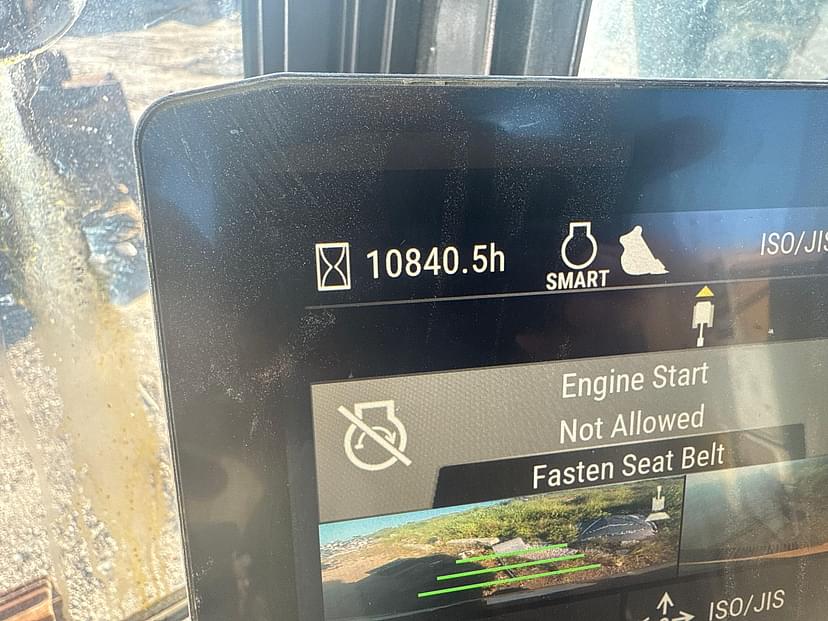 10840.5h
SMART
ISO/JIS
Engine Start
Not Allowed
Fasten Seat Belt
ISO/JIS